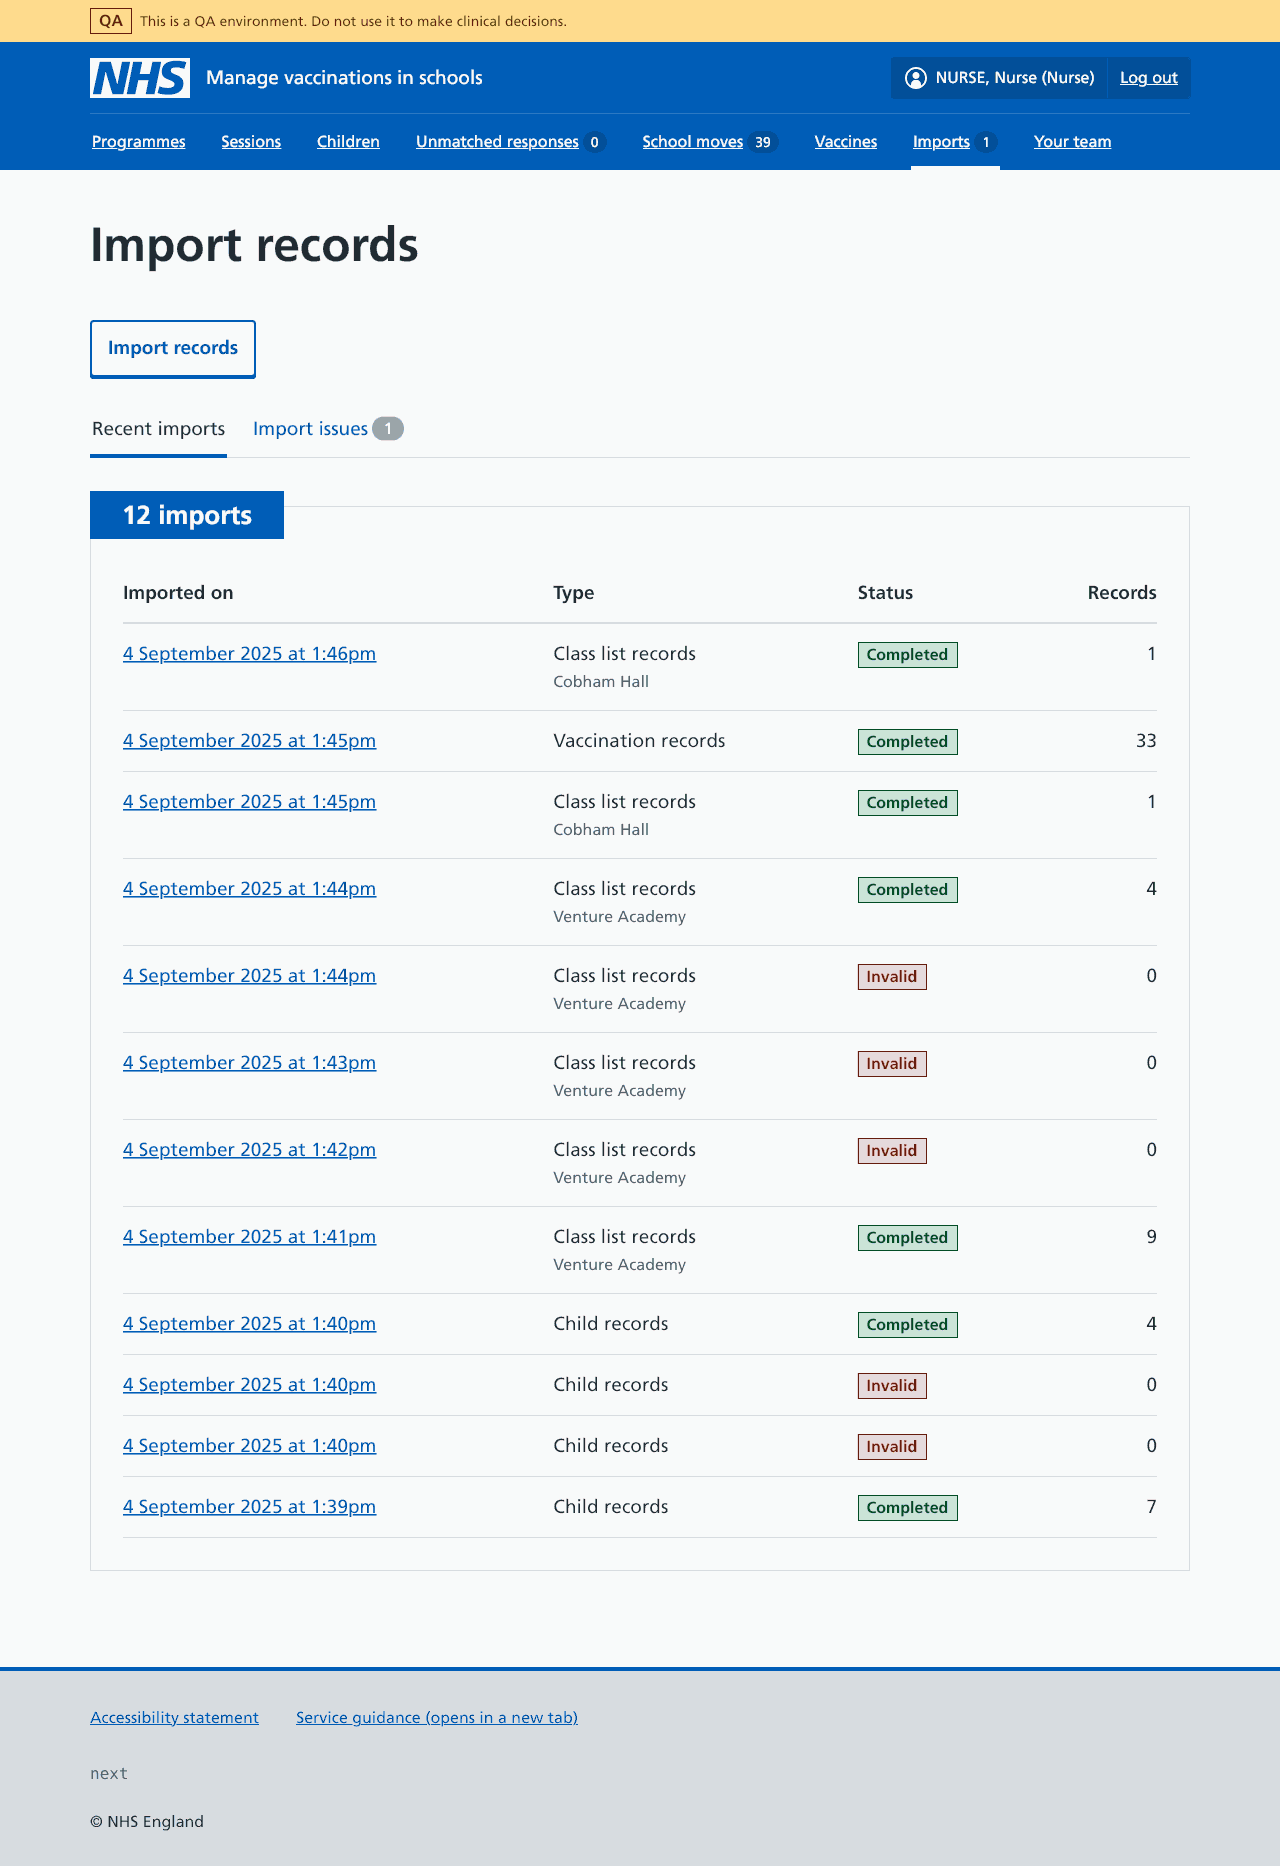 QA This is a QA environment. Do not use it to make clinical decisions.
NHS Manage vaccinations in schools NURSE, Nurse (Nurse) Log out
Programmes Sessions Children Unmatched responses 0 School moves 39 Vaccines Imports 1 Your team
Import records
Import records
Recent imports Import issues 1
12 imports
Imported on Type Status Records
4 September 2025 at 1:46pm Class list records Completed 1
Cobham Hall
4 September 2025 at 1:45pm Vaccination records Completed 33
4 September 2025 at 1:45pm Class list records Completed 1
Cobham Hall
4 September 2025 at 1:44pm Class list records Completed 4
Venture Academy
4 September 2025 at 1:44pm Class list records Invalid 0
Venture Academy
4 September 2025 at 1:43pm Class list records Invalid 0
Venture Academy
4 September 2025 at 1:42pm Class list records Invalid 0
Venture Academy
4 September 2025 at 1:41pm Class list records Completed 9
Venture Academy
4 September 2025 at 1:40pm Child records Completed 4
4 September 2025 at 1:40pm Child records Invalid 0
4 September 2025 at 1:40pm Child records Invalid 0
4 September 2025 at 1:39pm Child records Completed 7
Accessibility statement Service guidance (opens in a new tab)
next
© NHS England